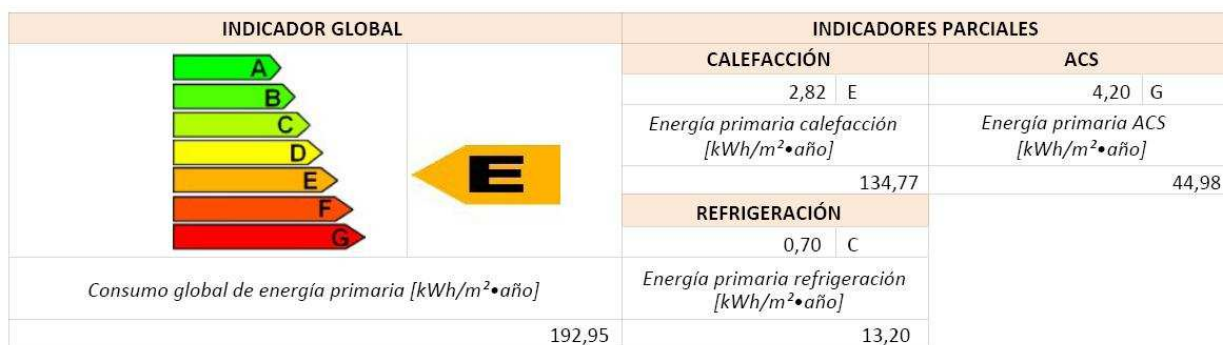 INDICADOR GLOBAL
INDICADORES PARCIALES
A
B
C
D
E
F
G
E
CALEFACCIÓN
ACS
2,82 E
4,20 G
Energía primaria calefacción
[kWh/m²•año]
Energía primaria ACS
[kWh/m²•año]
134,77
44,98
REFRIGERACIÓN
0,70 C
Consumo global de energía primaria [kWh/m²•año]
Energía primaria refrigeración
[kWh/m²•año]
192,95
13,20